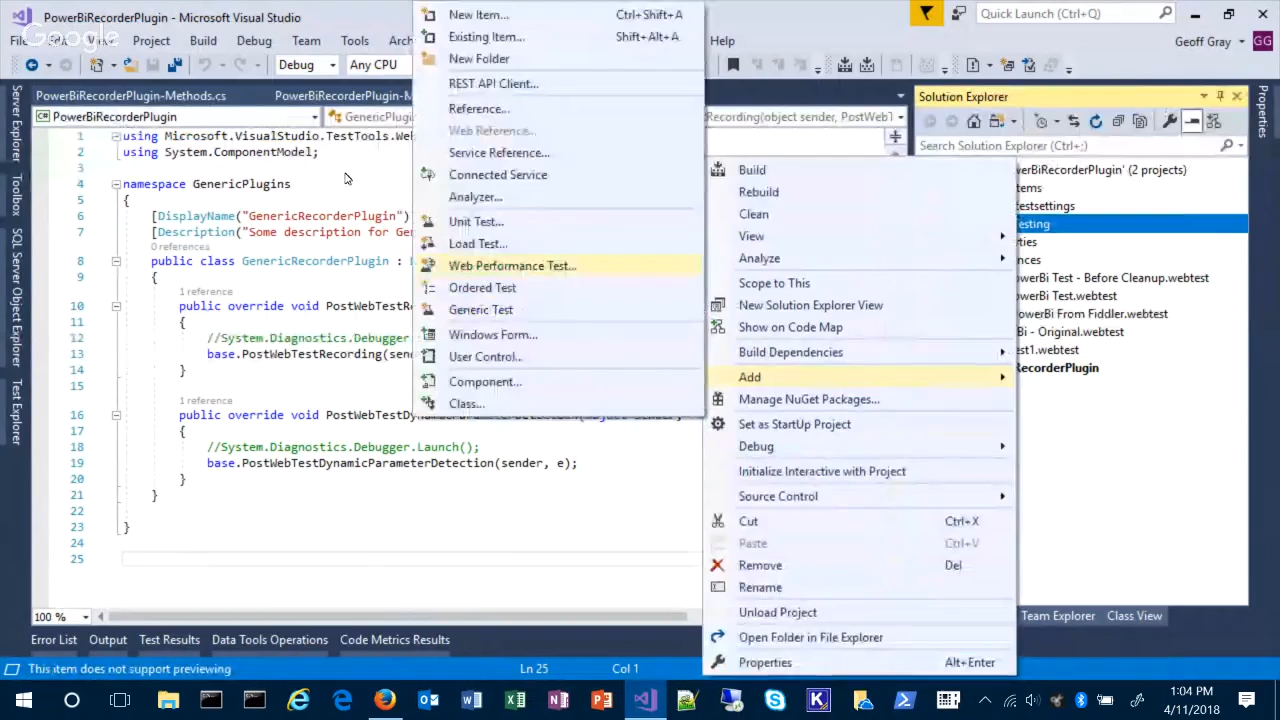 PowerBiRecorderPlugin - Microsoft Visual Studio
Quick Launch (Ctrl+Q)
Google
Project Build Debug Team Tools Help
Geoff Gray GG
Debug Any CPU
PowerBiRecorderPlugin-Methods.cs
PowerBiRecorderPlugin
Server Explorer
Toolbox
SQL Server Object Explorer
Test Explorer
1 using Microsoft.VisualStudio.TestTools.Web
2 using System.ComponentModel;
3
4 namespace GenericPlugins
5 {
6 [DisplayName("GenericRecorderPlugin")
7 [Description("Some description for Ge
0 references
8 public class GenericRecorderPlugin :
9 {
1 reference
10 public override void PostWebTestRe
11 {
12 //System.Diagnostics.Debugger.
13 base.PostWebTestRecording(send
14 }
15
1 reference
16 public override void PostWebTestDy
17 {
18 //System.Diagnostics.Debugger.Launch();
19 base.PostWebTestDynamicParameterDetection(sender, e);
20 }
21 }
22
23 }
24
25
100 %
New Item... Ctrl+Shift+A
Existing Item... Shift+Alt+A
New Folder
REST API Client...
Reference...
Web Reference...
Service Reference...
Connected Service
Analyzer...
Unit Test...
Load Test...
Web Performance Test...
Ordered Test
Generic Test
Windows Form...
User Control...
Component...
Class...
Recording(object sender, PostWebT
Build
Rebuild
Clean
View
Analyze
Scope to This
New Solution Explorer View
Show on Code Map
Build Dependencies
Add
Manage NuGet Packages...
Set as StartUp Project
Debug
Initialize Interactive with Project
Source Control
Cut Ctrl+X
Paste Ctrl+V
Remove Del
Rename
Unload Project
Open Folder in File Explorer
Properties Alt+Enter
Solution Explorer
Search Solution Explorer (Ctrl+;)
owerBiRecorderPlugin' (2 projects)
tems
testsettings
esting
rties
ences
owerBi Test - Before Cleanup.webtest
owerBi Test.webtest
owerBi From Fiddler.webtest
Bi - Original.webtest
est1.webtest
RecorderPlugin
Properties
Team Explorer Class View
Error List Output Test Results Data Tools Operations Code Metrics Results
This item does not support previewing Ln 25 Col 1
1:04 PM
4/11/2018